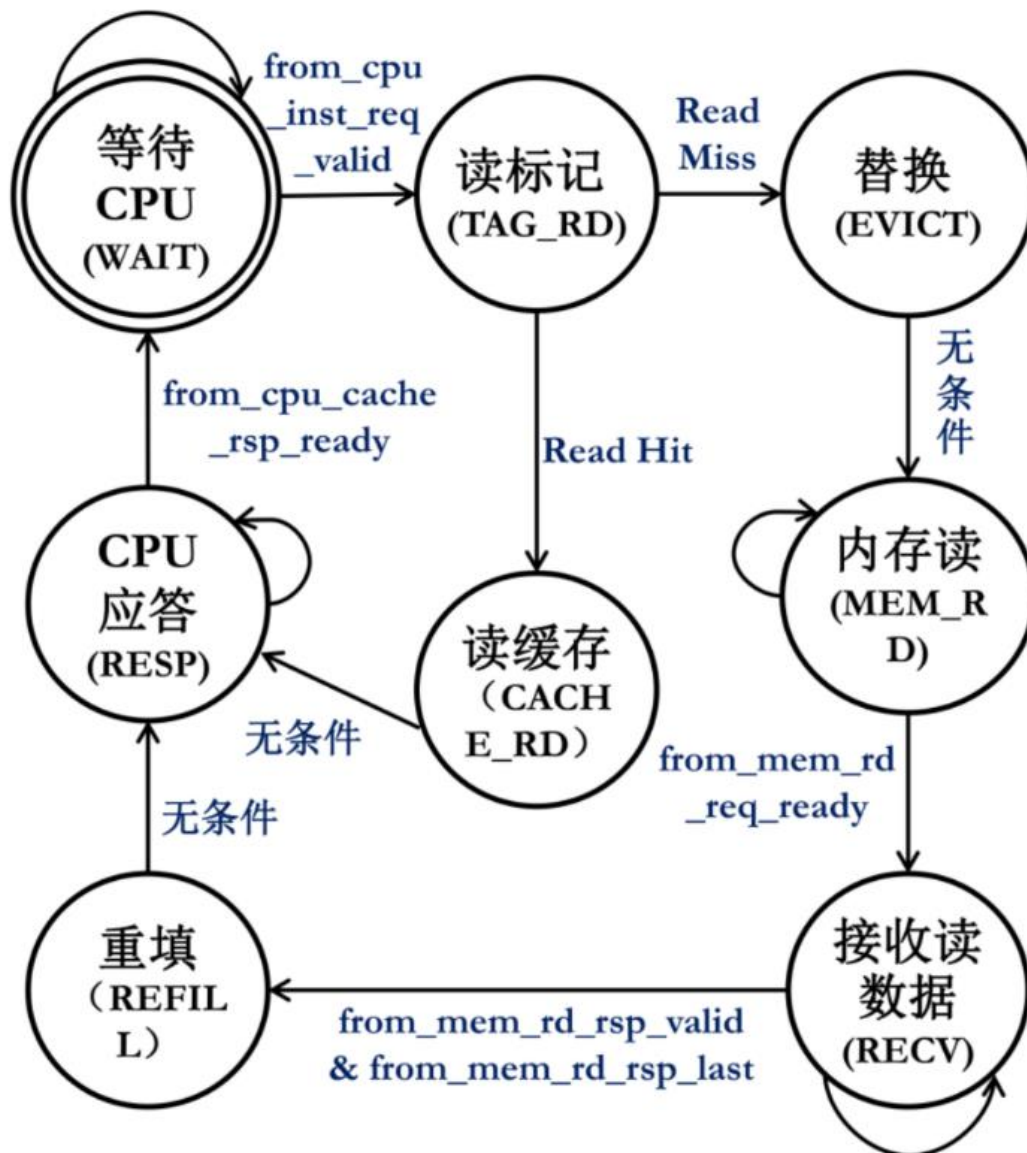 等待
CPU
(WAIT)
from_cpu
_inst_req
_valid
读标记
(TAG_RD)
Read
Miss
替换
(EVICT)
无
条
件
from_cpu_cache
_rsp_ready
Read Hit
CPU
应答
(RESP)
读缓存
（CACH
E_RD）
内存读
(MEM_R
D)
无条件
from_mem_rd
_req_ready
无条件
重填
（REFIL
L）
from_mem_rd_rsp_valid
& from_mem_rd_rsp_last
接收读
数据
(RECV)